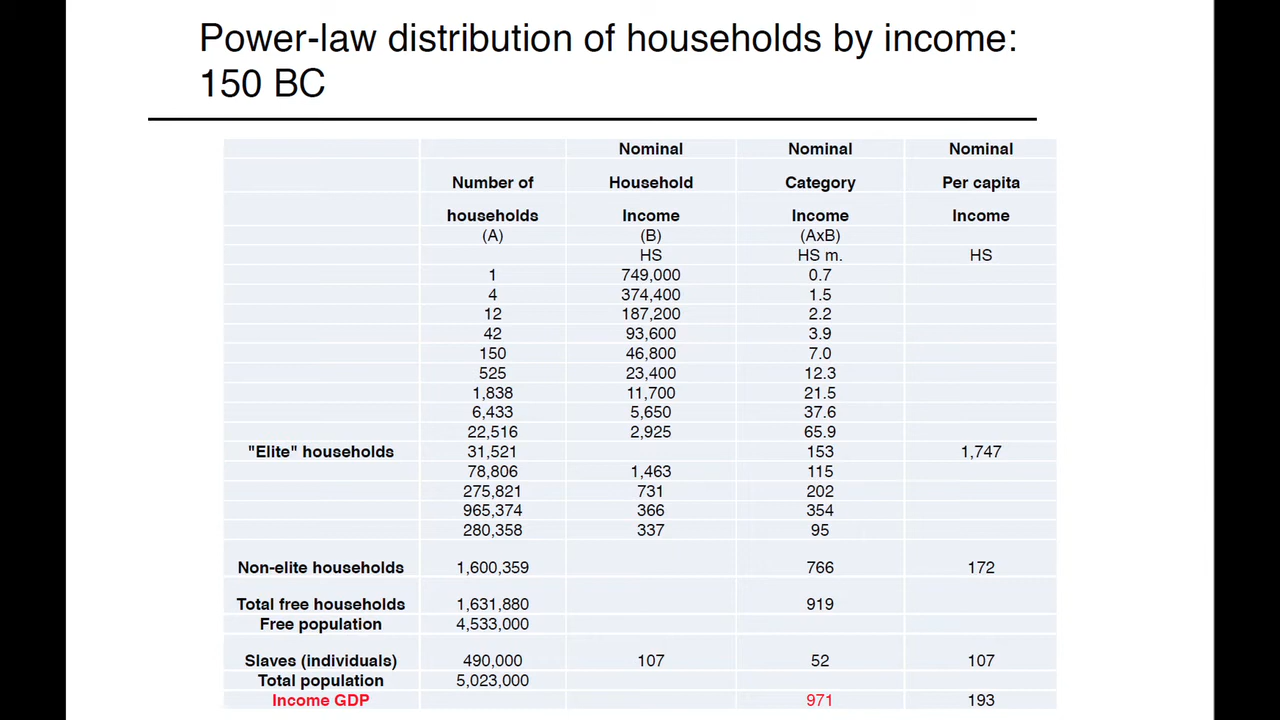 Power-law distribution of households by income:
150 BC
Nominal Nominal Nominal
Number of Household Category Per capita
households Income Income Income
(A) (B) (AxB)
HS HS m. HS
1 749,000 0.7
4 374,400 1.5
12 187,200 2.2
42 93,600 3.9
150 46,800 7.0
525 23,400 12.3
1,838 11,700 21.5
6,433 5,650 37.6
22,516 2,925 65.9
"Elite" households 31,521 153 1,747
78,806 1,463 115
275,821 731 202
965,374 366 354
280,358 337 95
Non-elite households 1,600,359 766 172
Total free households 1,631,880 919
Free population 4,533,000
Slaves (individuals) 490,000 107 52 107
Total population 5,023,000
Income GDP 971 193